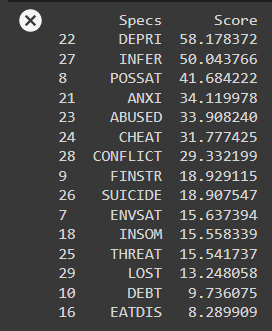 Specs Score
22 DEPRI 58.178372
27 INFER 50.043766
8 POSSAT 41.684222
21 ANXI 34.119978
23 ABUSED 33.908240
24 CHEAT 31.777425
28 CONFLICT 29.332199
9 FINSTR 18.929115
26 SUICIDE 18.907547
7 ENVSAT 15.637394
18 INSOM 15.558339
25 THREAT 15.541737
29 LOST 13.248058
10 DEBT 9.736075
16 EATDIS 8.289909